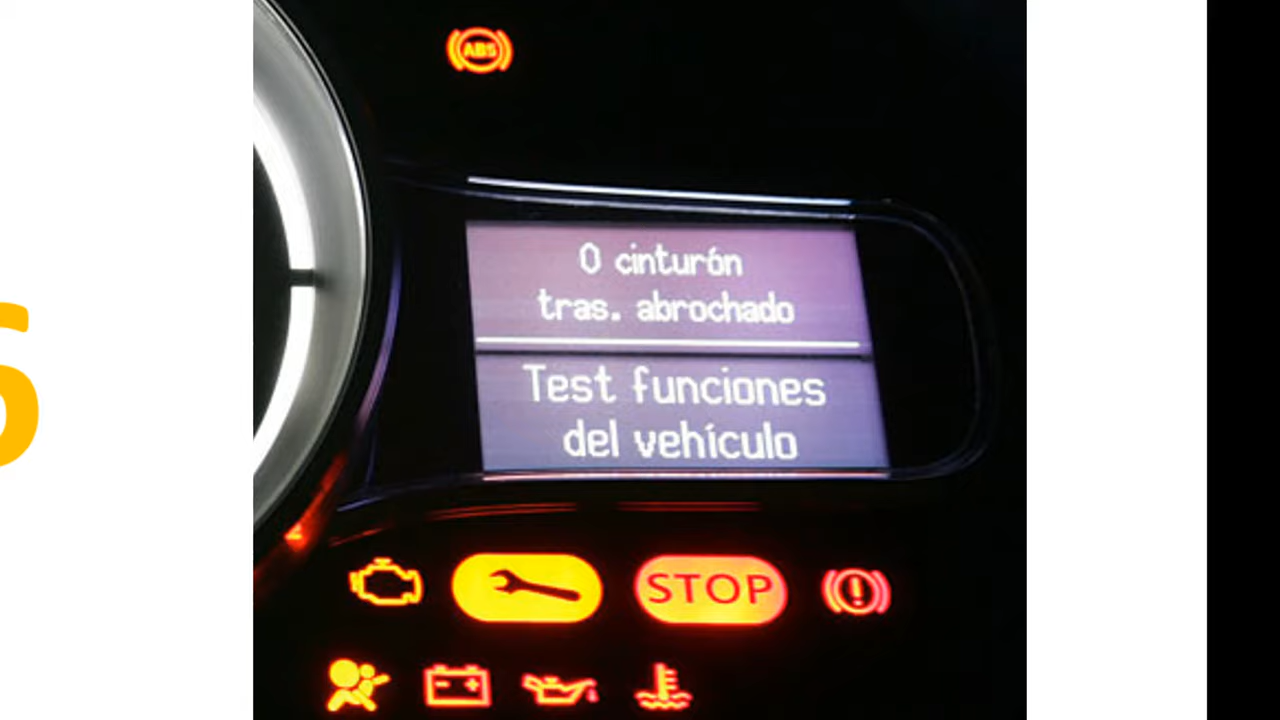 ABS
0 cinturón
tras. abrochado
Test funciones
del vehículo
STOP